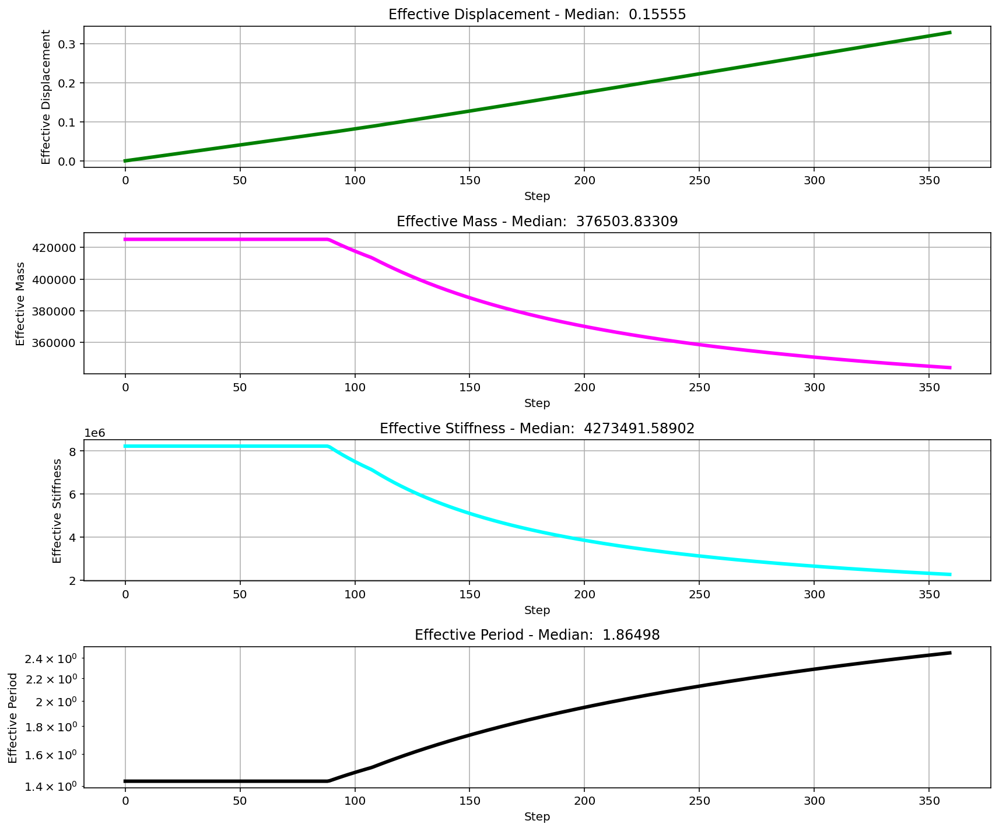 Effective Displacement - Median:  0.15555
Effective Displacement
0.3
0.2
0.1
0.0
0 50 100 150 200 250 300 350
Step
Effective Mass - Median:  376503.83309
Effective Mass
420000
400000
380000
360000
0 50 100 150 200 250 300 350
Step
Effective Stiffness - Median:  4273491.58902
1e6
Effective Stiffness
8
6
4
2
0 50 100 150 200 250 300 350
Step
Effective Period - Median:  1.86498
Effective Period
2.4 × 10⁰
2.2 × 10⁰
2 × 10⁰
1.8 × 10⁰
1.6 × 10⁰
1.4 × 10⁰
0 50 100 150 200 250 300 350
Step